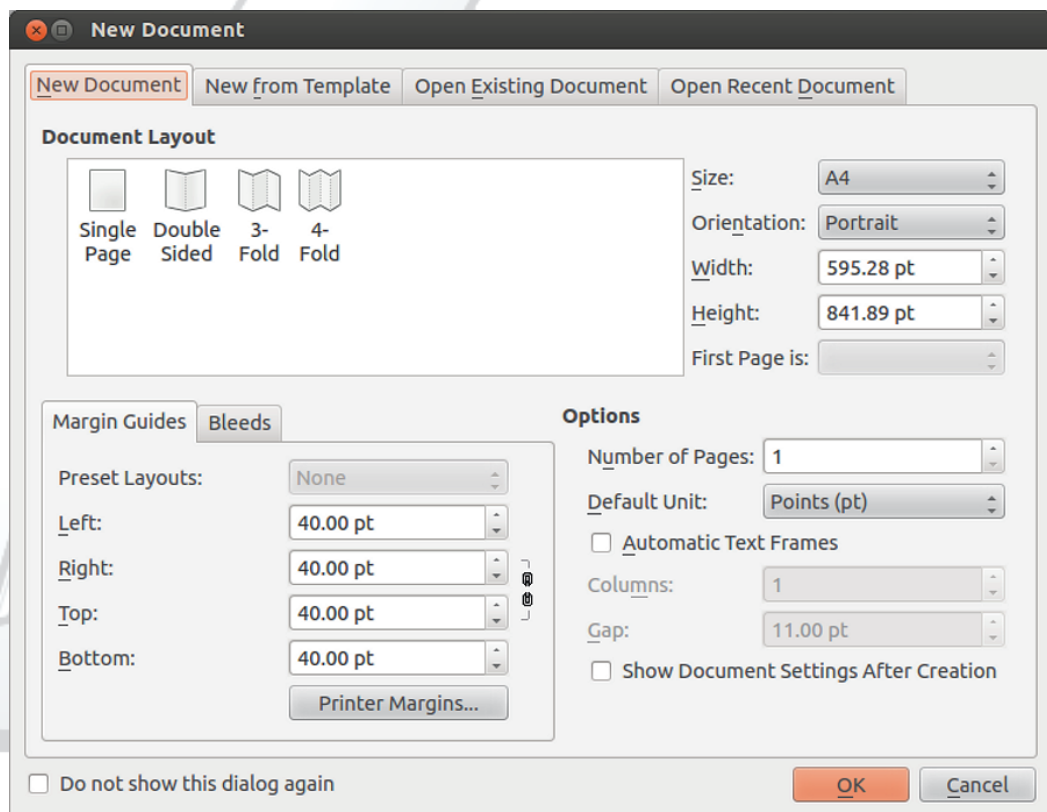 New Document
New Document New from Template Open Existing Document Open Recent Document
Document Layout
Single Page
Double Sided
3-Fold
4-Fold
Size: A4
Orientation: Portrait
Width: 595.28 pt
Height: 841.89 pt
First Page is:
Margin Guides Bleeds
Preset Layouts: None
Left: 40.00 pt
Right: 40.00 pt
Top: 40.00 pt
Bottom: 40.00 pt
Printer Margins...
Options
Number of Pages: 1
Default Unit: Points (pt)
Automatic Text Frames
Columns: 1
Gap: 11.00 pt
Show Document Settings After Creation
Do not show this dialog again
OK Cancel